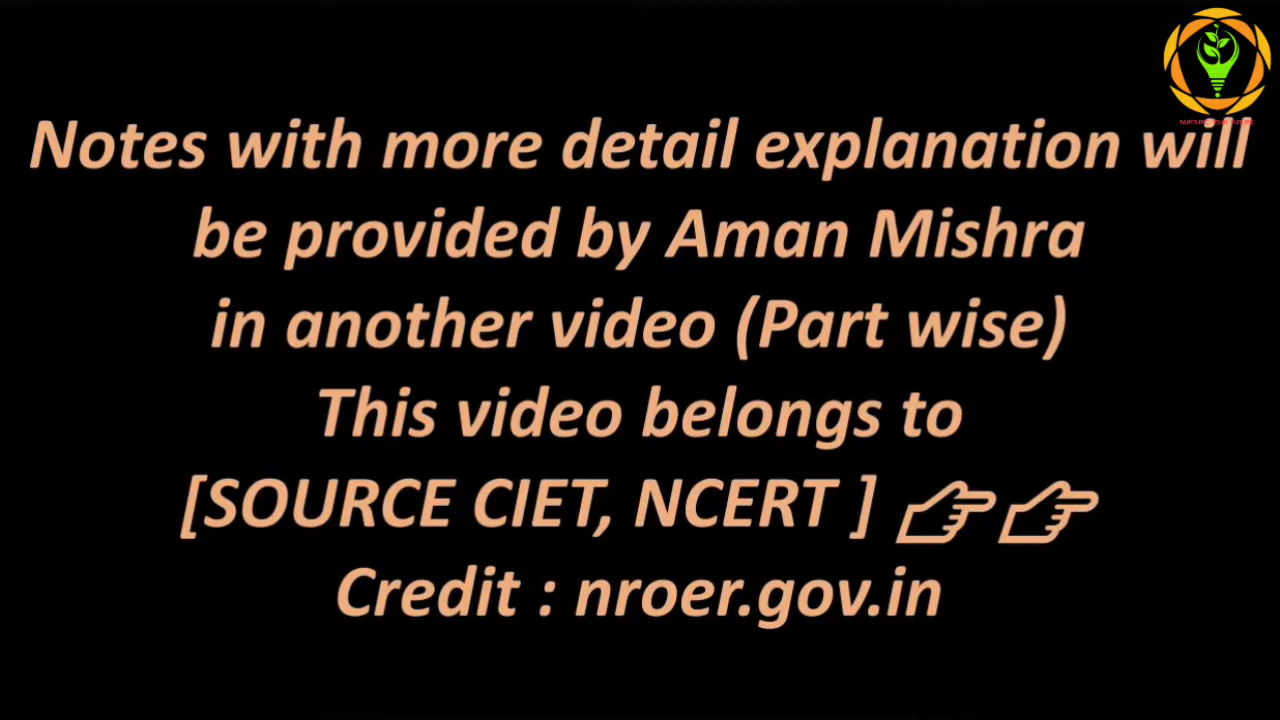 Notes with more detail explanation will
be provided by Aman Mishra
in another video (Part wise)
This video belongs to
[SOURCE CIET, NCERT ] 👉👉
Credit : nroer.gov.in